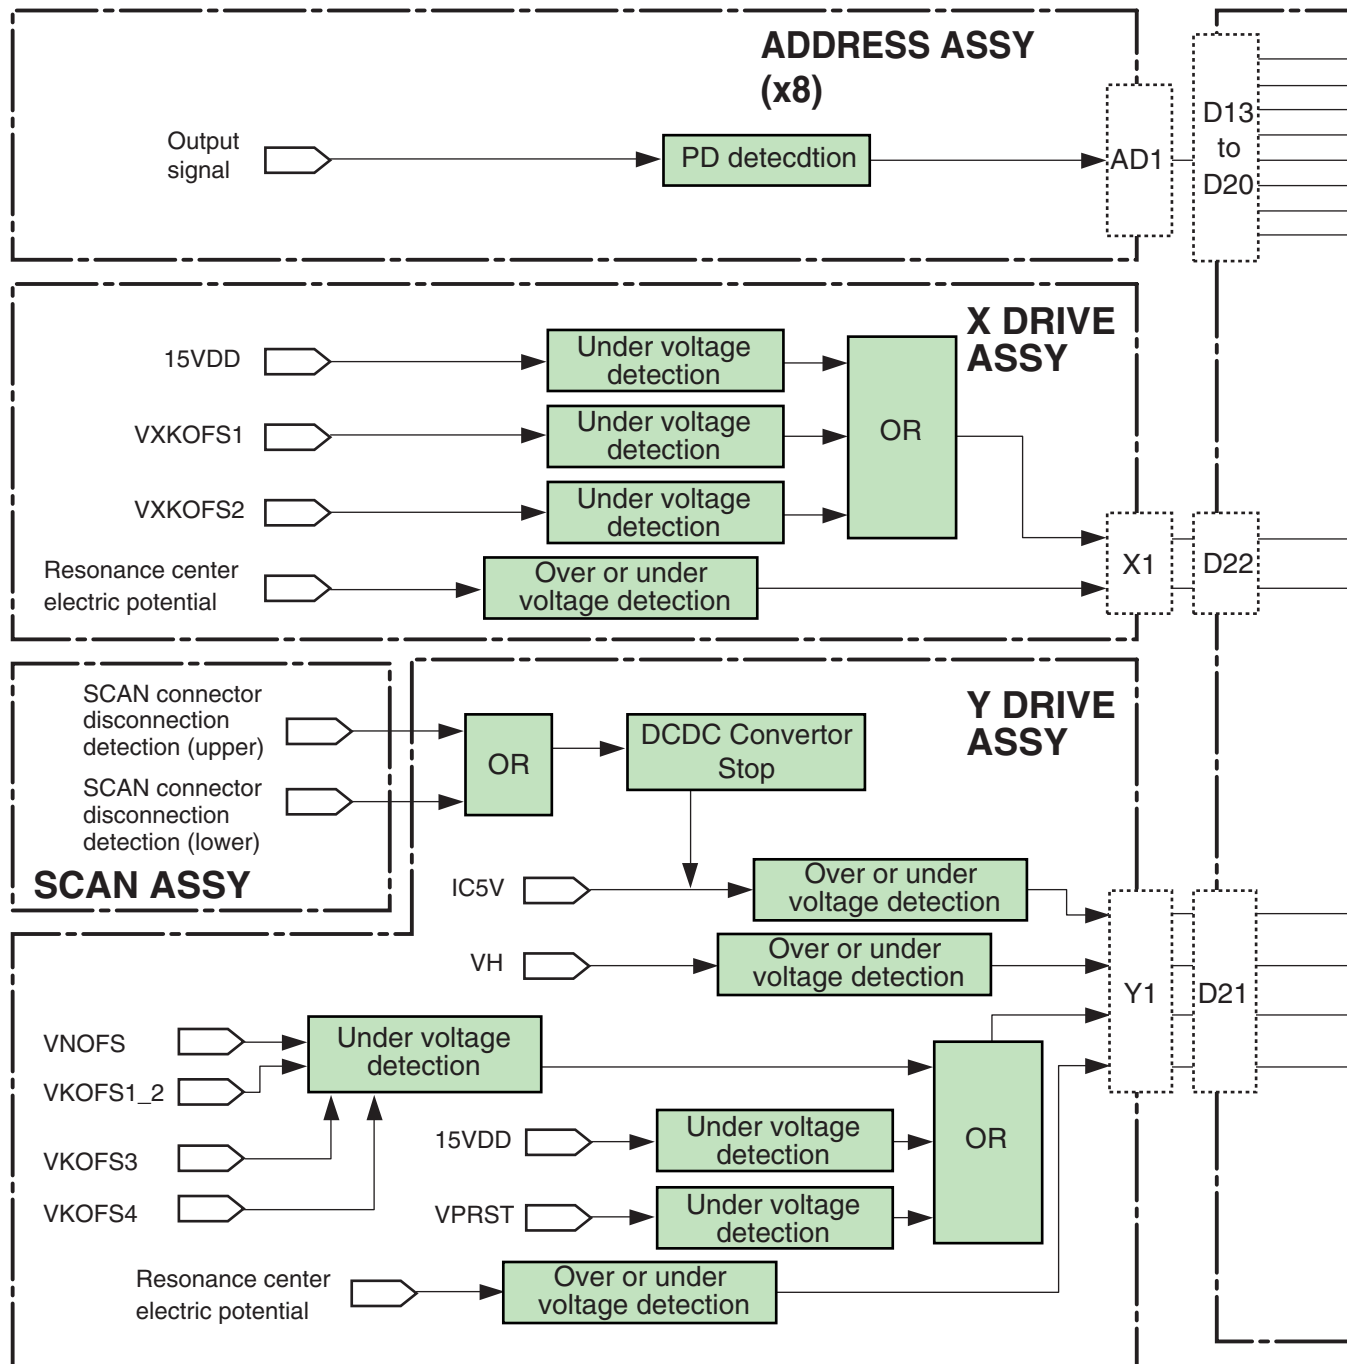 ADDRESS ASSY
(x8)
Output
signal
PD detecdtion
AD1
D13
to
D20
X DRIVE
ASSY
15VDD
Under voltage
detection
VXKOFS1
Under voltage
detection
OR
VXKOFS2
Under voltage
detection
Resonance center
electric potential
Over or under
voltage detection
X1
D22
SCAN connector
disconnection
detection (upper)
SCAN connector
disconnection
detection (lower)
SCAN ASSY
Y DRIVE
ASSY
OR
DCDC Convertor
Stop
IC5V
Over or under
voltage detection
VH
Over or under
voltage detection
Y1
D21
VNOFS
VKOFS1_2
Under voltage
detection
VKOFS3
VKOFS4
15VDD
Under voltage
detection
OR
VPRST
Under voltage
detection
Resonance center
electric potential
Over or under
voltage detection